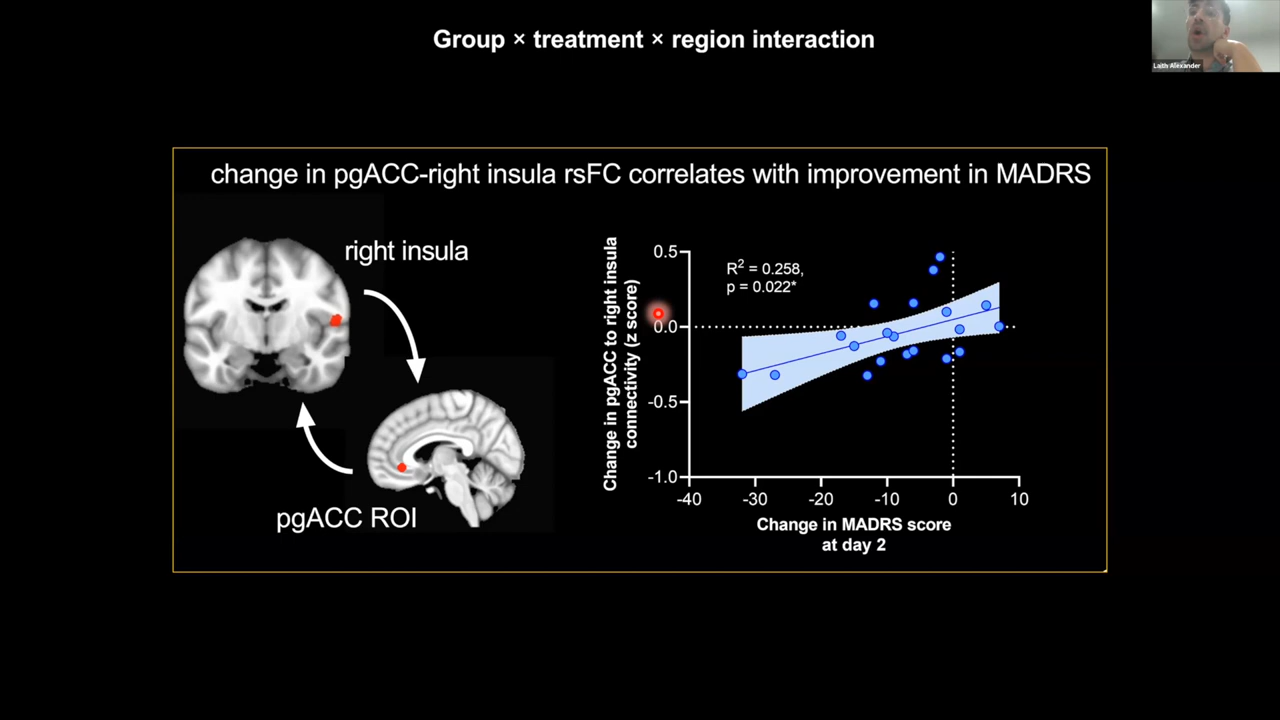 Group × treatment × region interaction
Laith Alexander
change in pgACC-right insula rsFC correlates with improvement in MADRS
right insula
pgACC ROI
Change in pgACC to right insula
connectivity (z score)
0.5
0.0
-0.5
-1.0
R² = 0.258,
p = 0.022*
-40 -30 -20 -10 0 10
Change in MADRS score
at day 2